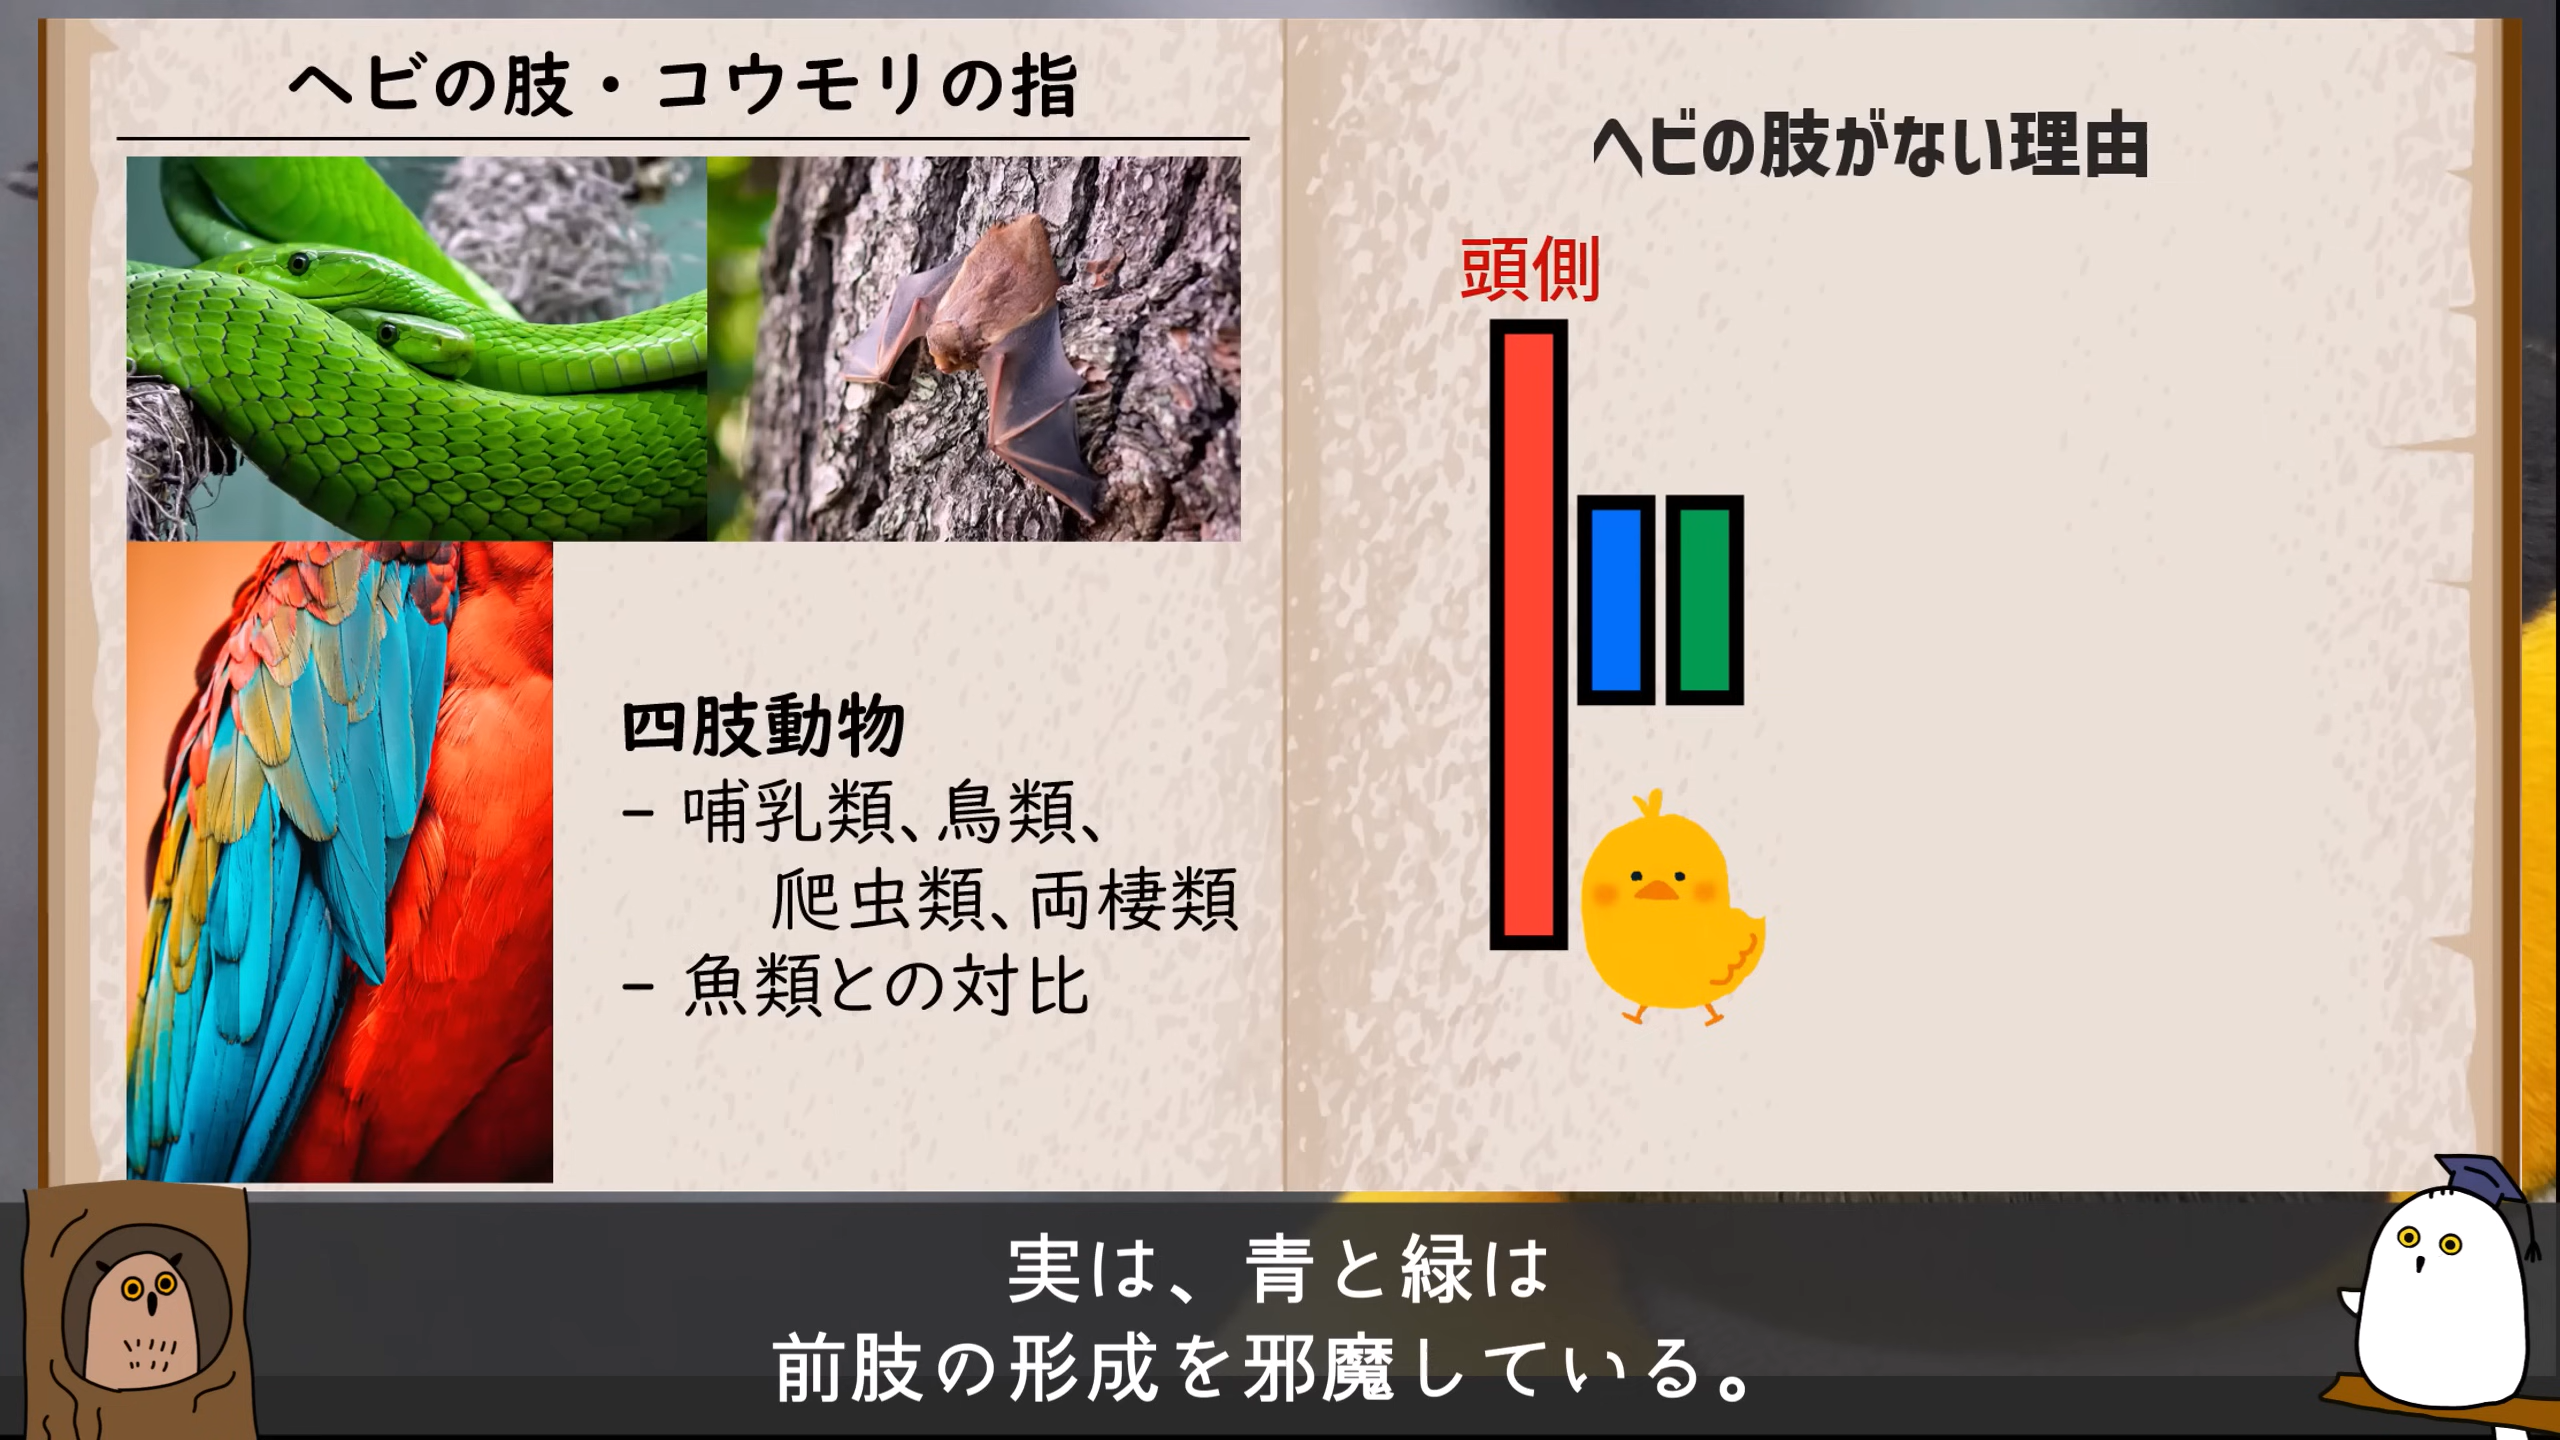 ヘビの肢・コウモリの指
四肢動物
- 哺乳類、鳥類、
爬虫類、両棲類
- 魚類との対比
ヘビの肢がない理由
頭側
実は、青と緑は
前肢の形成を邪魔している。